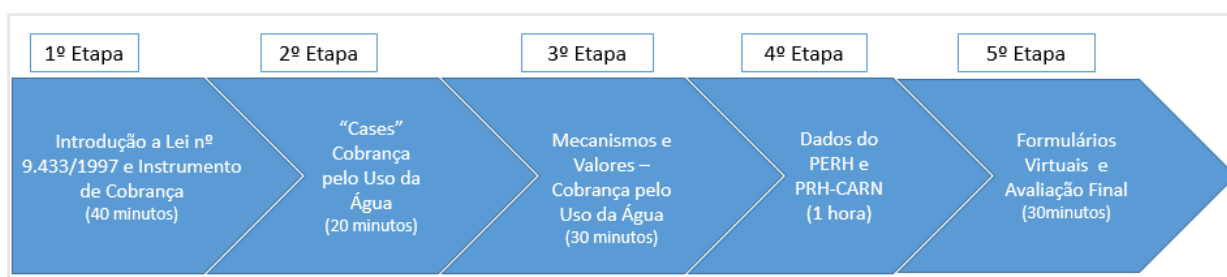 1º Etapa
2º Etapa
3º Etapa
4º Etapa
5º Etapa
Introdução a Lei nº
9.433/1997 e Instrumento
de Cobrança
(40 minutos)
“Cases”
Cobrança
pelo Uso da
Água
(20 minutos)
Mecanismos e
Valores –
Cobrança pelo
Uso da Água
(30 minutos)
Dados do
PERH e
PRH-CARN
(1 hora)
Formulários
Virtuais e
Avaliação Final
(30minutos)